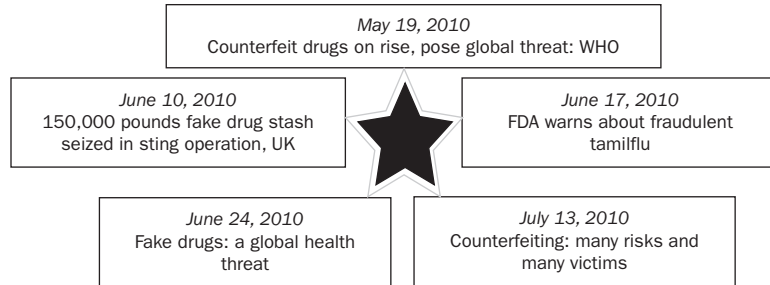 May 19, 2010
Counterfeit drugs on rise, pose global threat: WHO
June 10, 2010
150,000 pounds fake drug stash
seized in sting operation, UK
June 17, 2010
FDA warns about fraudulent
tamilflu
June 24, 2010
Fake drugs: a global health
threat
July 13, 2010
Counterfeiting: many risks and
many victims